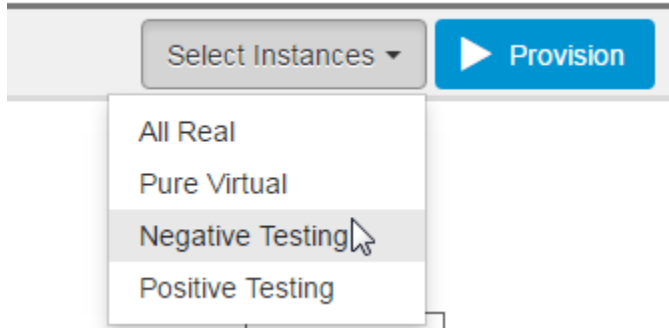 Select Instances
Provision
All Real
Pure Virtual
Negative Testing
Positive Testing